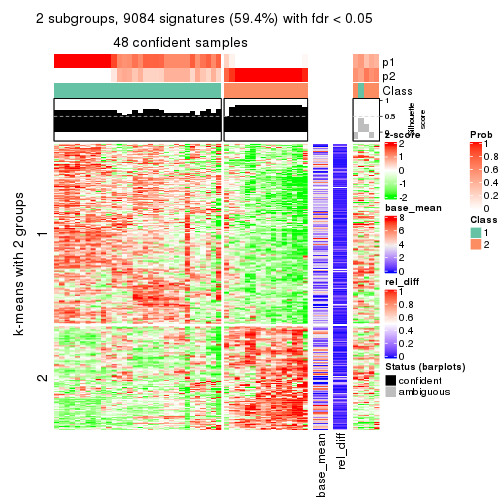 2 subgroups, 9084 signatures (59.4%) with fdr < 0.05
48 confident samples
p1
p2
Class
1
0.5
0
Silhouette
score
k-means with 2 groups
1
2
base_mean
rel_diff
z-score
2
1
0
-1
-2
base_mean
8
6
4
2
0
rel_diff
1
0.8
0.6
0.4
0.2
0
Status (barplots)
confident
ambiguous
Prob
1
0.8
0.6
0.4
0.2
0
Class
1
2